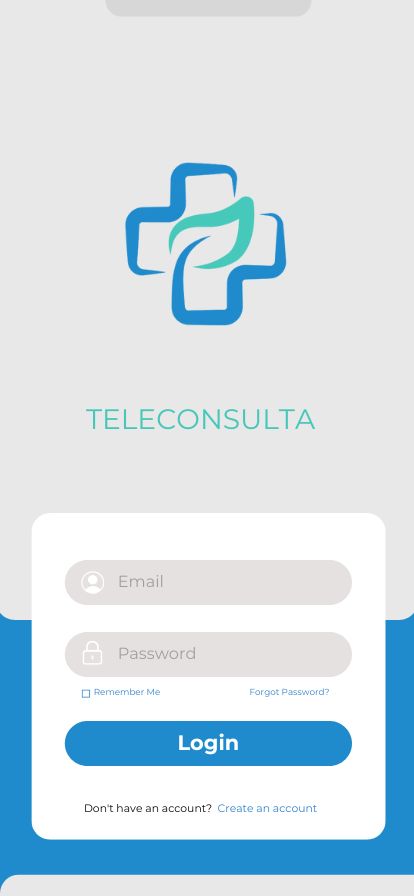 TELECONSULTA
Email
Password
Remember Me Forgot Password?
Login
Don't have an account? Create an account